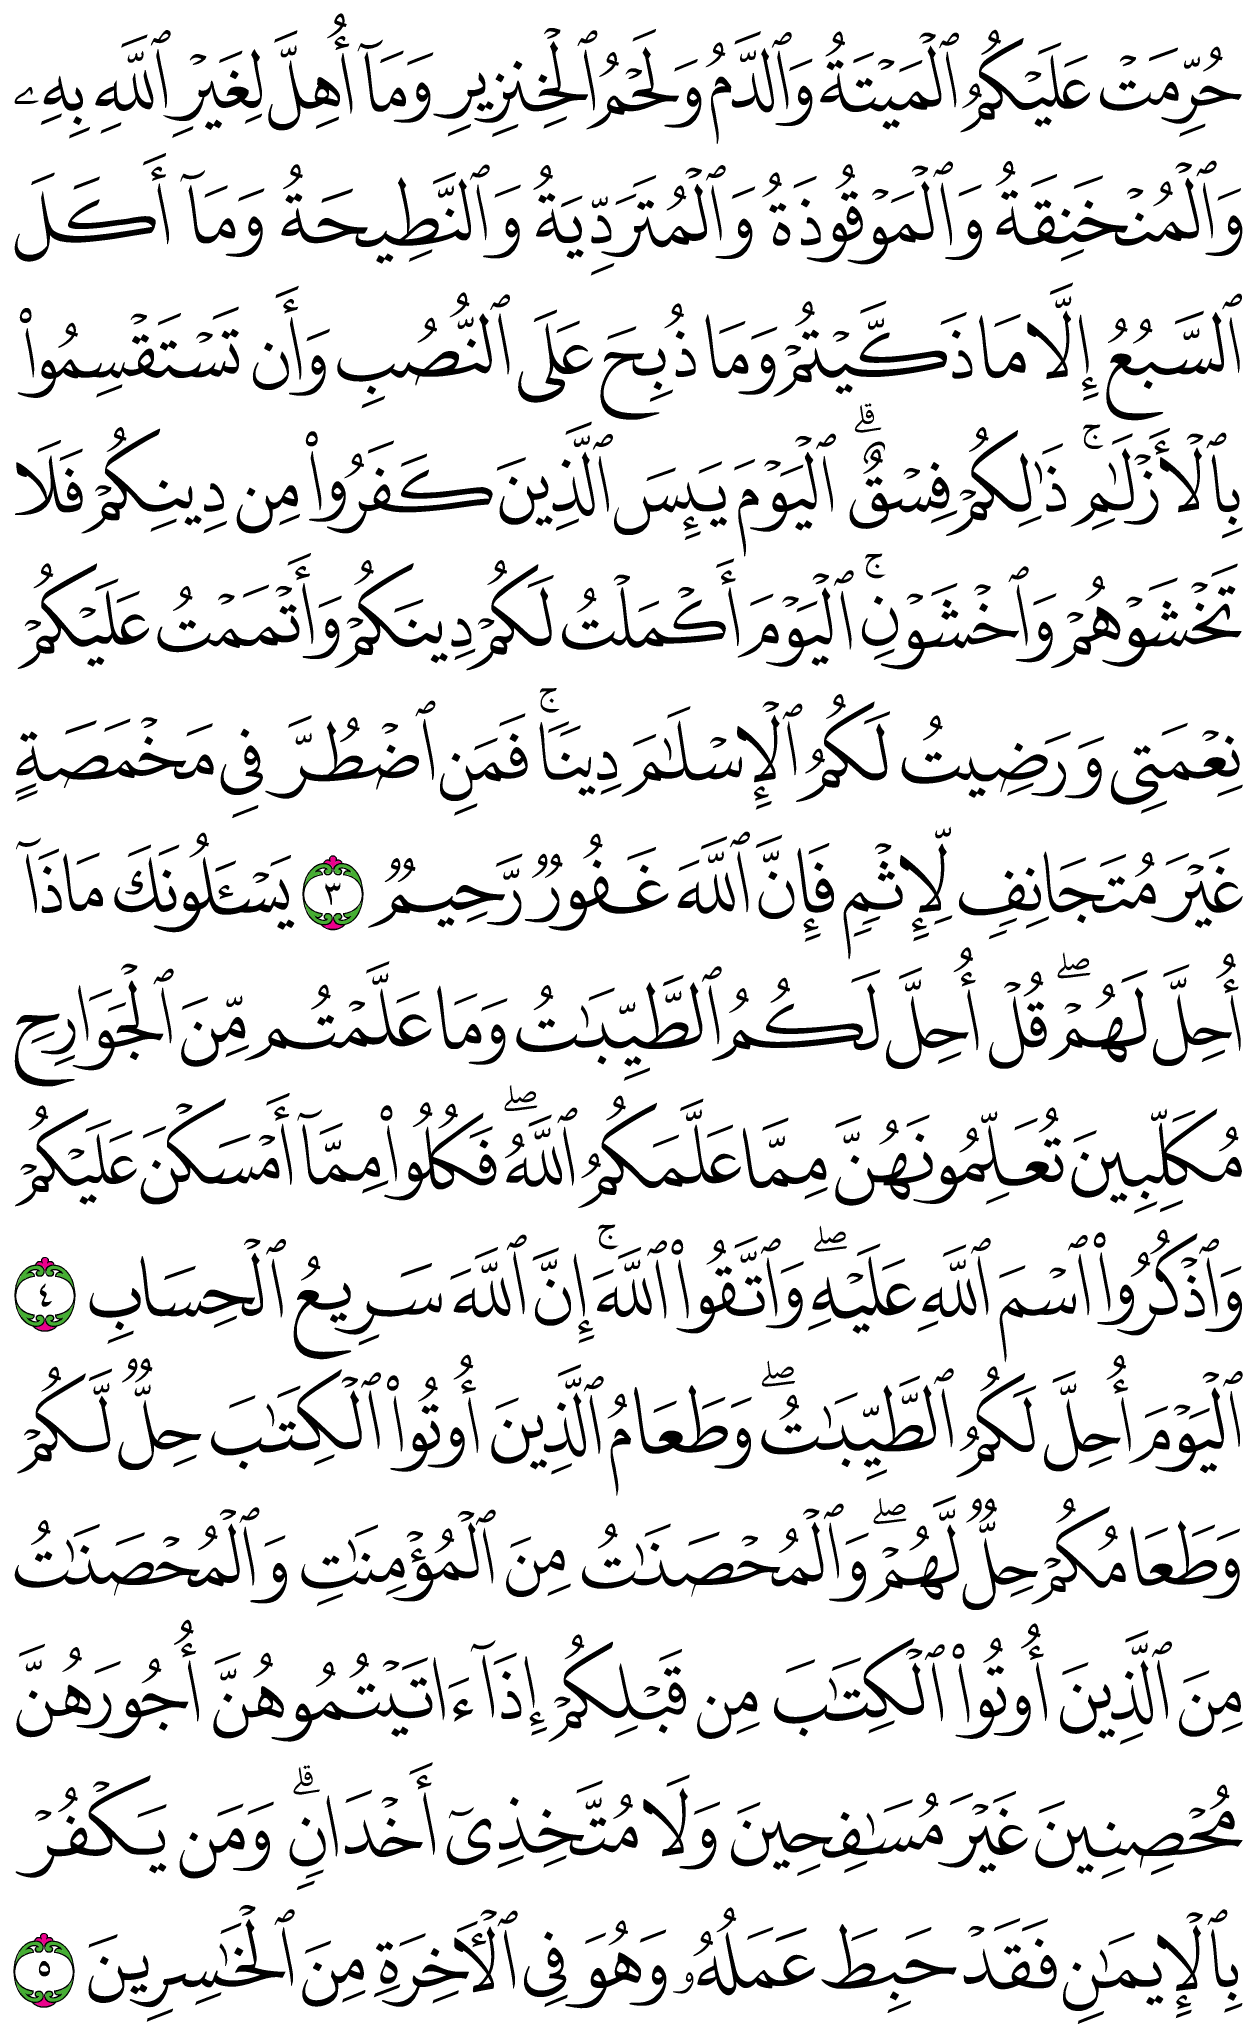 حُرِّمَتۡ عَلَيۡكُمُ ٱلۡمَيۡتَةُ وَٱلدَّمُ وَلَحۡمُ ٱلۡخِنزِيرِ وَمَآ أُهِلَّ لِغَيۡرِ ٱللَّهِ بِهِۦ
وَٱلۡمُنۡخَنِقَةُ وَٱلۡمَوۡقُوذَةُ وَٱلۡمُتَرَدِّيَةُ وَٱلنَّطِيحَةُ وَمَآ أَكَلَ
ٱلسَّبُعُ إِلَّا مَا ذَكَّيۡتُمۡ وَمَا ذُبِحَ عَلَى ٱلنُّصُبِ وَأَن تَسۡتَقۡسِمُواْ
بِٱلۡأَزۡلَٰمِۚ ذَٰلِكُمۡ فِسۡقٌۗ ٱلۡيَوۡمَ يَئِسَ ٱلَّذِينَ كَفَرُواْ مِن دِينِكُمۡ فَلَا
تَخۡشَوۡهُمۡ وَٱخۡشَوۡنِۚ ٱلۡيَوۡمَ أَكۡمَلۡتُ لَكُمۡ دِينَكُمۡ وَأَتۡمَمۡتُ عَلَيۡكُمۡ
نِعۡمَتِي وَرَضِيتُ لَكُمُ ٱلۡإِسۡلَٰمَ دِينٗاۚ فَمَنِ ٱضۡطُرَّ فِي مَخۡمَصَةٍ
غَيۡرَ مُتَجَانِفٖ لِّإِثۡمٖ فَإِنَّ ٱللَّهَ غَفُورٞ رَّحِيمٞ ٣ يَسۡـَٔلُونَكَ مَاذَآ
أُحِلَّ لَهُمۡۖ قُلۡ أُحِلَّ لَكُمُ ٱلطَّيِّبَٰتُ وَمَا عَلَّمۡتُم مِّنَ ٱلۡجَوَارِحِ
مُكَلِّبِينَ تُعَلِّمُونَهُنَّ مِمَّا عَلَّمَكُمُ ٱللَّهُۖ فَكُلُواْ مِمَّآ أَمۡسَكۡنَ عَلَيۡكُمۡ
وَٱذۡكُرُواْ ٱسۡمَ ٱللَّهِ عَلَيۡهِۖ وَٱتَّقُواْ ٱللَّهَۚ إِنَّ ٱللَّهَ سَرِيعُ ٱلۡحِسَابِ ٤
ٱلۡيَوۡمَ أُحِلَّ لَكُمُ ٱلطَّيِّبَٰتُۖ وَطَعَامُ ٱلَّذِينَ أُوتُواْ ٱلۡكِتَٰبَ حِلّٞ لَّكُمۡ
وَطَعَامُكُمۡ حِلّٞ لَّهُمۡۖ وَٱلۡمُحۡصَنَٰتُ مِنَ ٱلۡمُؤۡمِنَٰتِ وَٱلۡمُحۡصَنَٰتُ
مِنَ ٱلَّذِينَ أُوتُواْ ٱلۡكِتَٰبَ مِن قَبۡلِكُمۡ إِذَآ ءَاتَيۡتُمُوهُنَّ أُجُورَهُنَّ
مُحۡصِنِينَ غَيۡرَ مُسَٰفِحِينَ وَلَا مُتَّخِذِيٓ أَخۡدَانٖۗ وَمَن يَكۡفُرۡ
بِٱلۡإِيمَٰنِ فَقَدۡ حَبِطَ عَمَلُهُۥ وَهُوَ فِي ٱلۡأٓخِرَةِ مِنَ ٱلۡخَٰسِرِينَ ٥